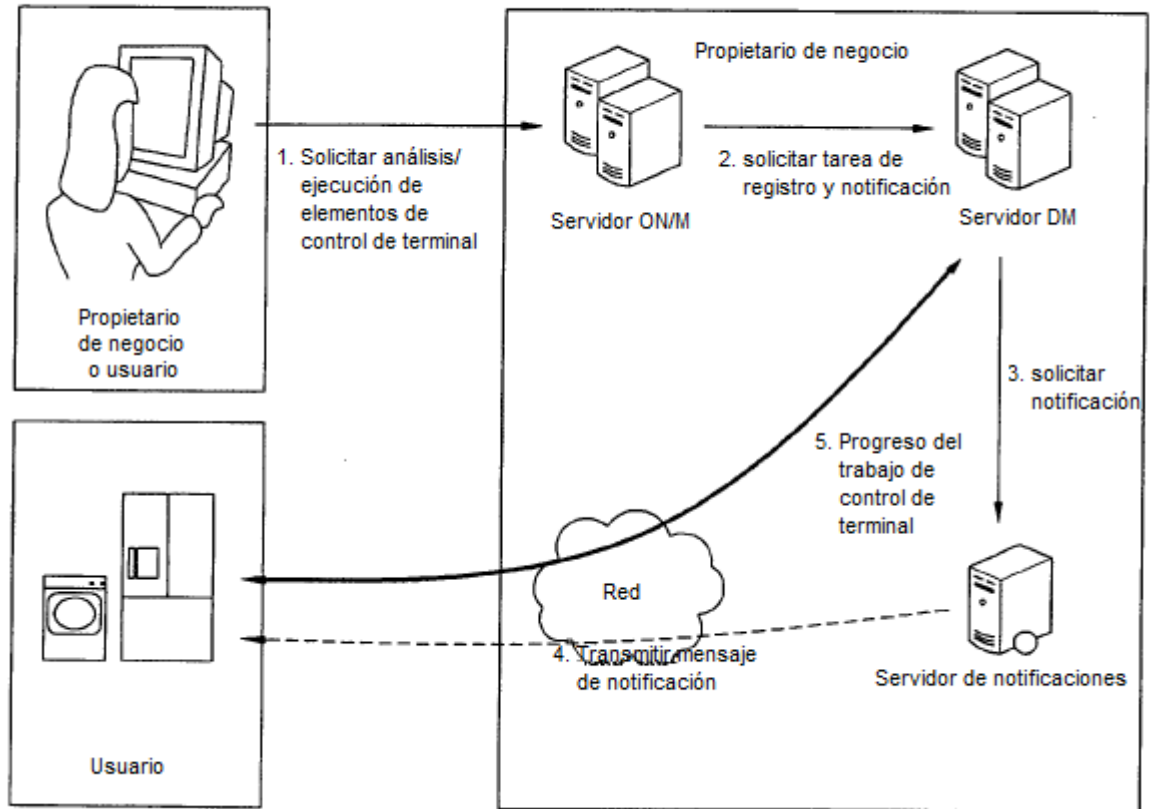 Propietario de negocio
1. Solicitar análisis/
ejecución de
elementos de
control de terminal
2. solicitar tarea de
registro y notificación
Servidor ON/M
Servidor DM
Propietario
de negocio
o usuario
3. solicitar
notificación
5. Progreso del
trabajo de
control de
terminal
Red
4. Transmitir mensaje
de notificación
Servidor de notificaciones
Usuario